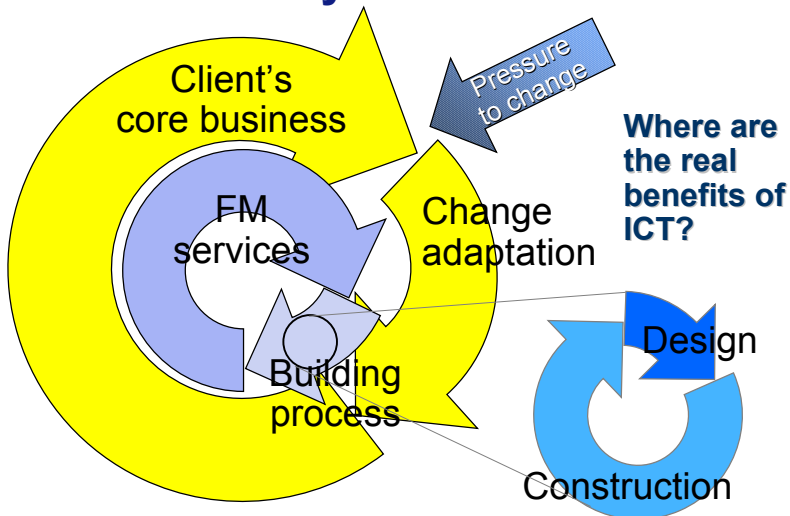 Client's
core business
Pressure
to change
Where are
the real
benefits of
ICT?
FM
services
Change
adaptation
Design
Building
process
Construction